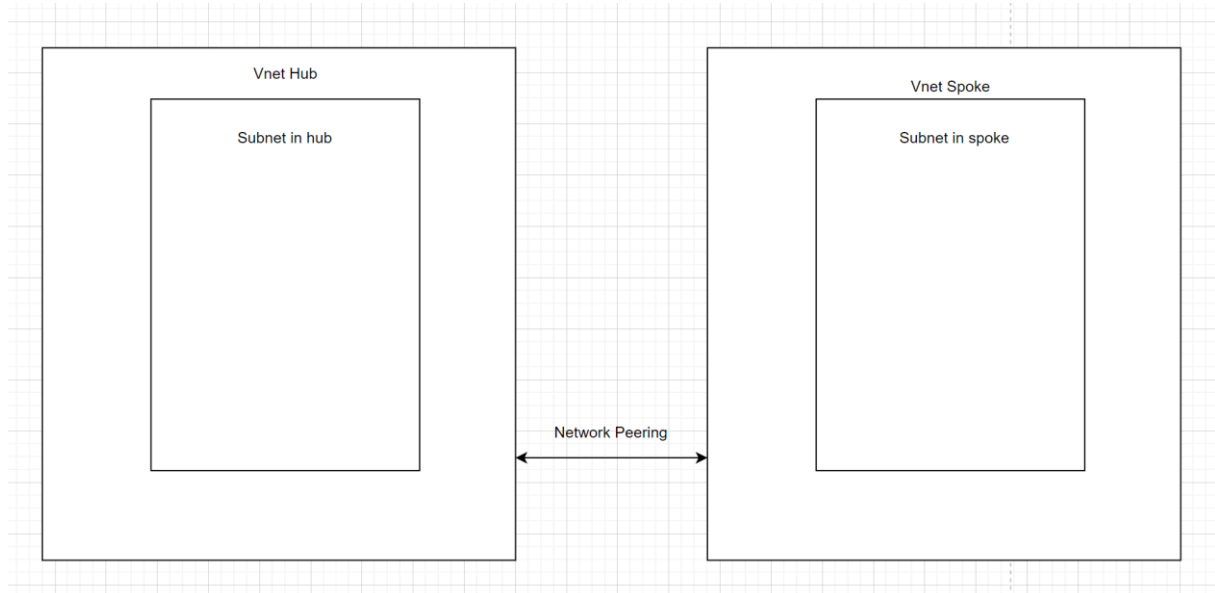 Vnet Hub
Subnet in hub
Vnet Spoke
Subnet in spoke
Network Peering